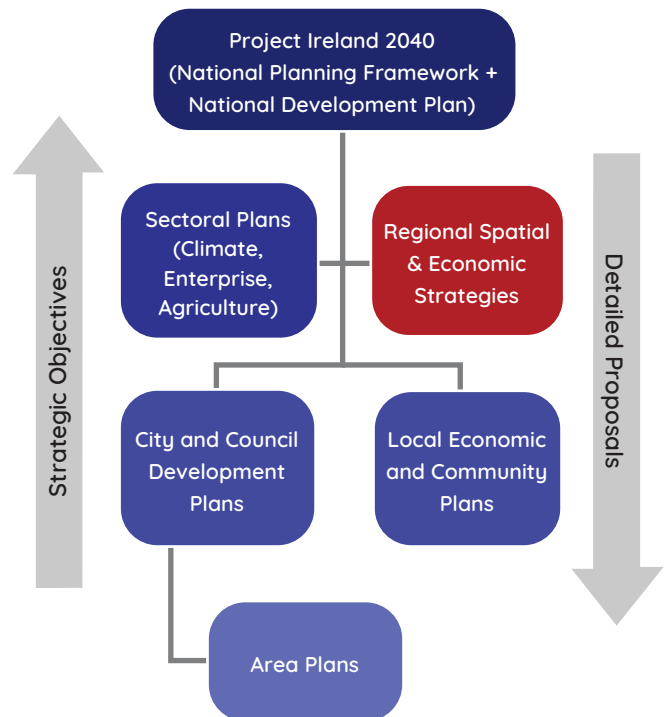 Project Ireland 2040
(National Planning Framework +
National Development Plan)
Strategic Objectives
Sectoral Plans
(Climate,
Enterprise,
Agriculture)
Regional Spatial
& Economic
Strategies
Detailed Proposals
City and Council
Development
Plans
Local Economic
and Community
Plans
Area Plans